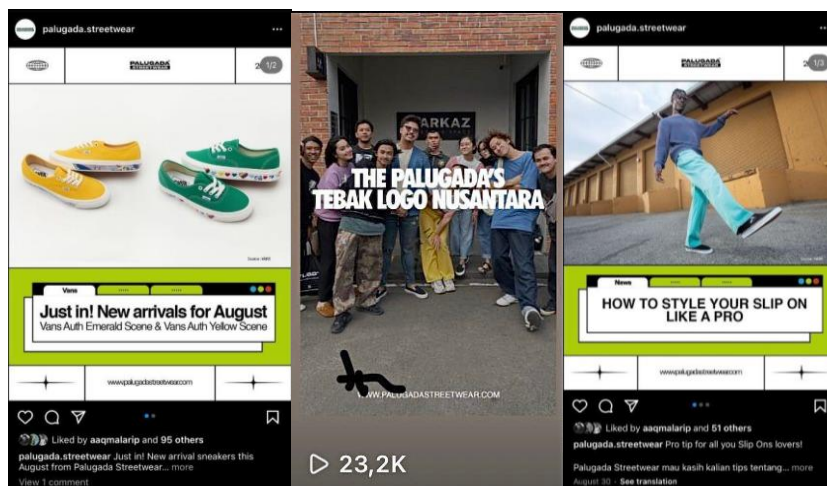 palugada.streetwear
PALUGADA
STREETWEAR
1/2
Vans
Just in! New arrivals for August
Vans Auth Emerald Scene & Vans Auth Yellow Scene
www.palugadastreetwear.com
Liked by aaqmalarip and 95 others
palugada.streetwear Just in! New arrival sneakers this
August from Palugada Streetwear... more
View 1 comment
ARKAZ
THE PALUGADA'S
TEBAK LOGO NUSANTARA
WWW.PALUGADASTREETWEAR.COM
23,2K
palugada.streetwear
PALUGADA
STREETWEAR
1/3
News
HOW TO STYLE YOUR SLIP ON
LIKE A PRO
www.palugadastreetwear.com
Liked by aaqmalarip and 51 others
palugada.streetwear Pro tip for all you Slip Ons lovers!
Palugada Streetwear mau kasih kalian tips tentang... more
August 30 · See translation